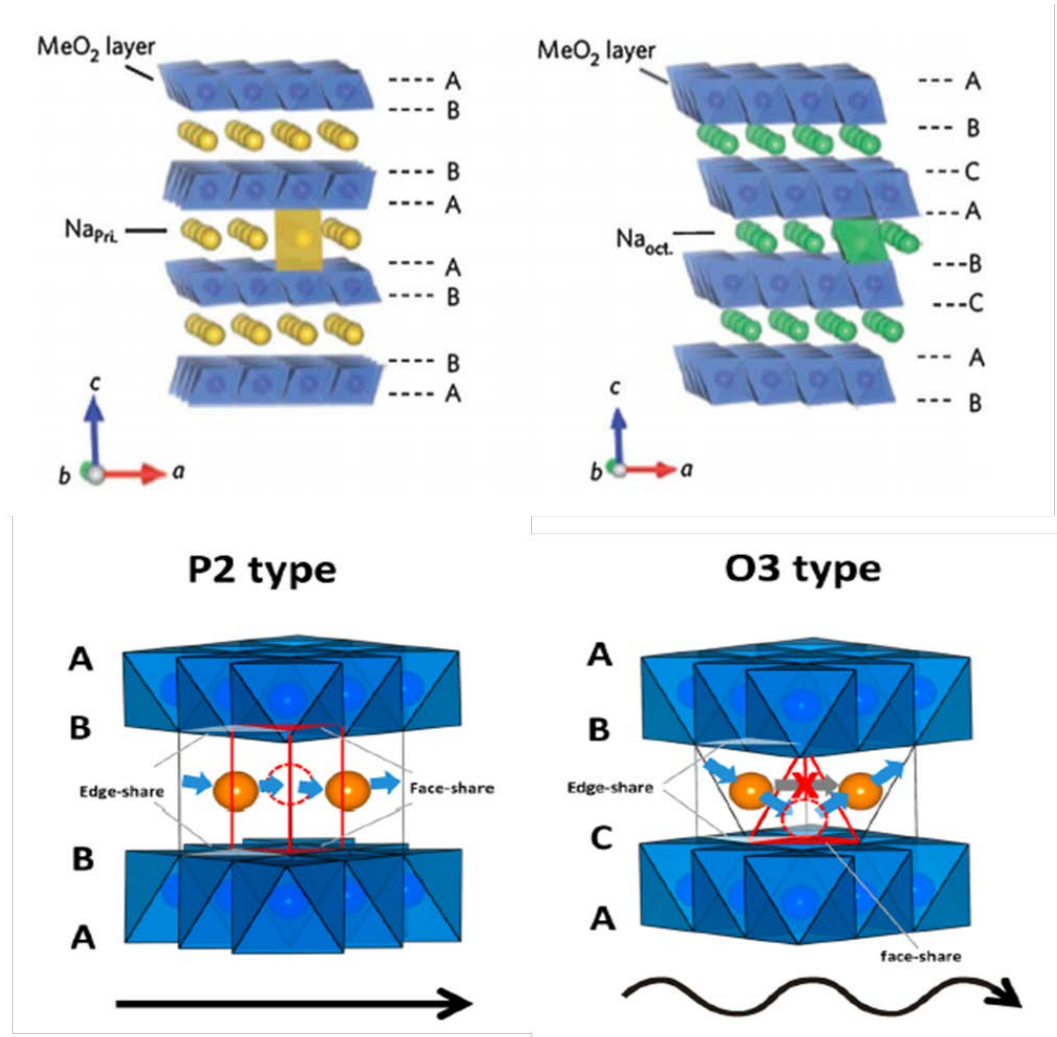 MeO2 layer
A
B
B
A
NaPri.
A
B
B
A
c
b
a
MeO2 layer
A
B
C
A
Naoct.
B
C
A
B
c
b
a
P2 type
A
B
Edge-share
Face-share
B
A
O3 type
A
B
Edge-share
X
C
A
face-share